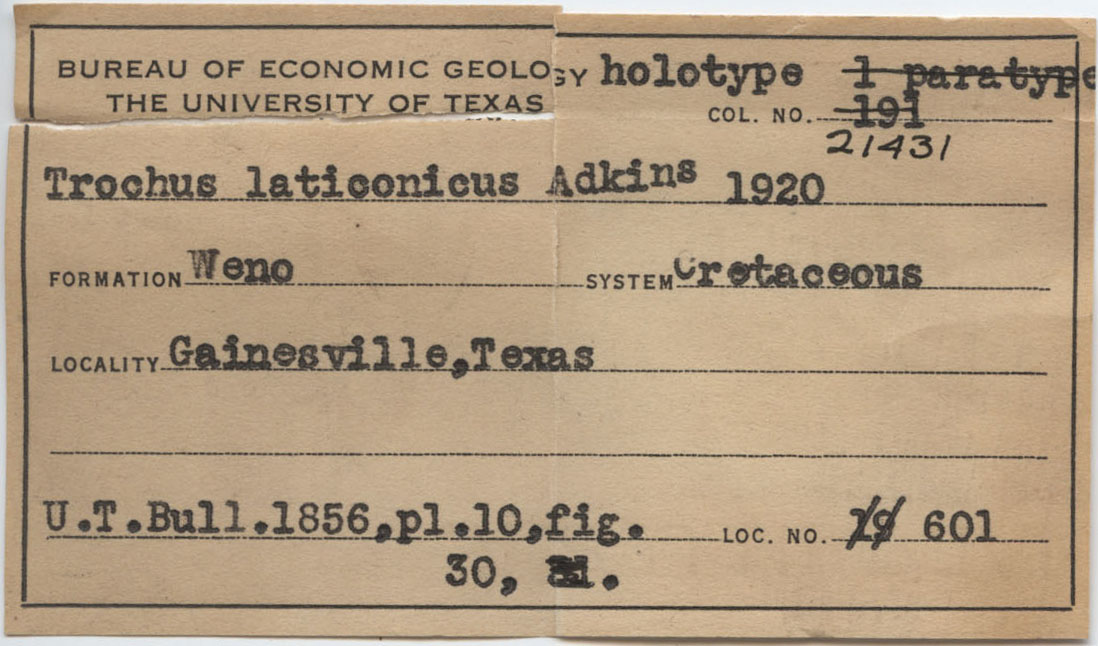 BUREAU OF ECONOMIC GEOLOGY holotype 1 paratype
THE UNIVERSITY OF TEXAS COL. NO. 191
21431
Trochus laticonicus Adkins 1920
FORMATION Weno SYSTEM Cretaceous
LOCALITY Gainesville,Texas
U.T.Bull.1856,pl.10,fig. LOC. NO. 19 601
30, .